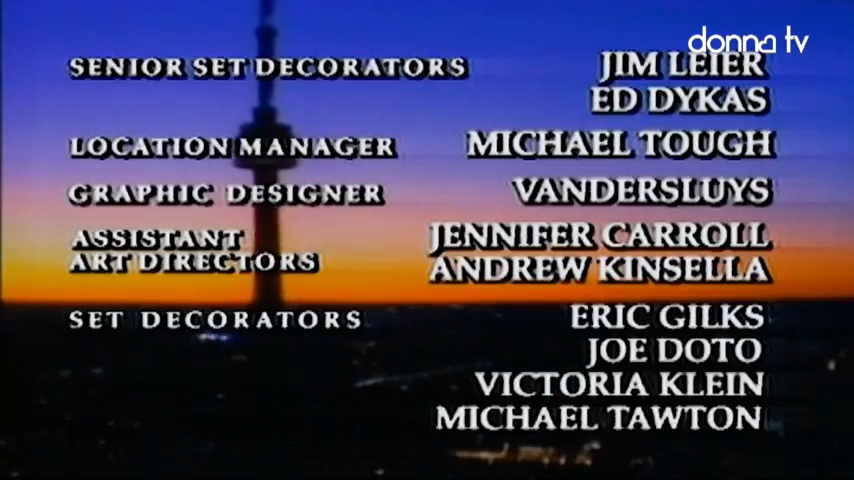 donna tv
SENIOR SET DECORATORS JIM LEIER
ED DYKAS
LOCATION MANAGER MICHAEL TOUGH
GRAPHIC DESIGNER VANDERSLUYS
ASSISTANT JENNIFER CARROLL
ART DIRECTORS ANDREW KINSELLA
SET DECORATORS ERIC GILKS
JOE DOTO
VICTORIA KLEIN
MICHAEL TAWTON